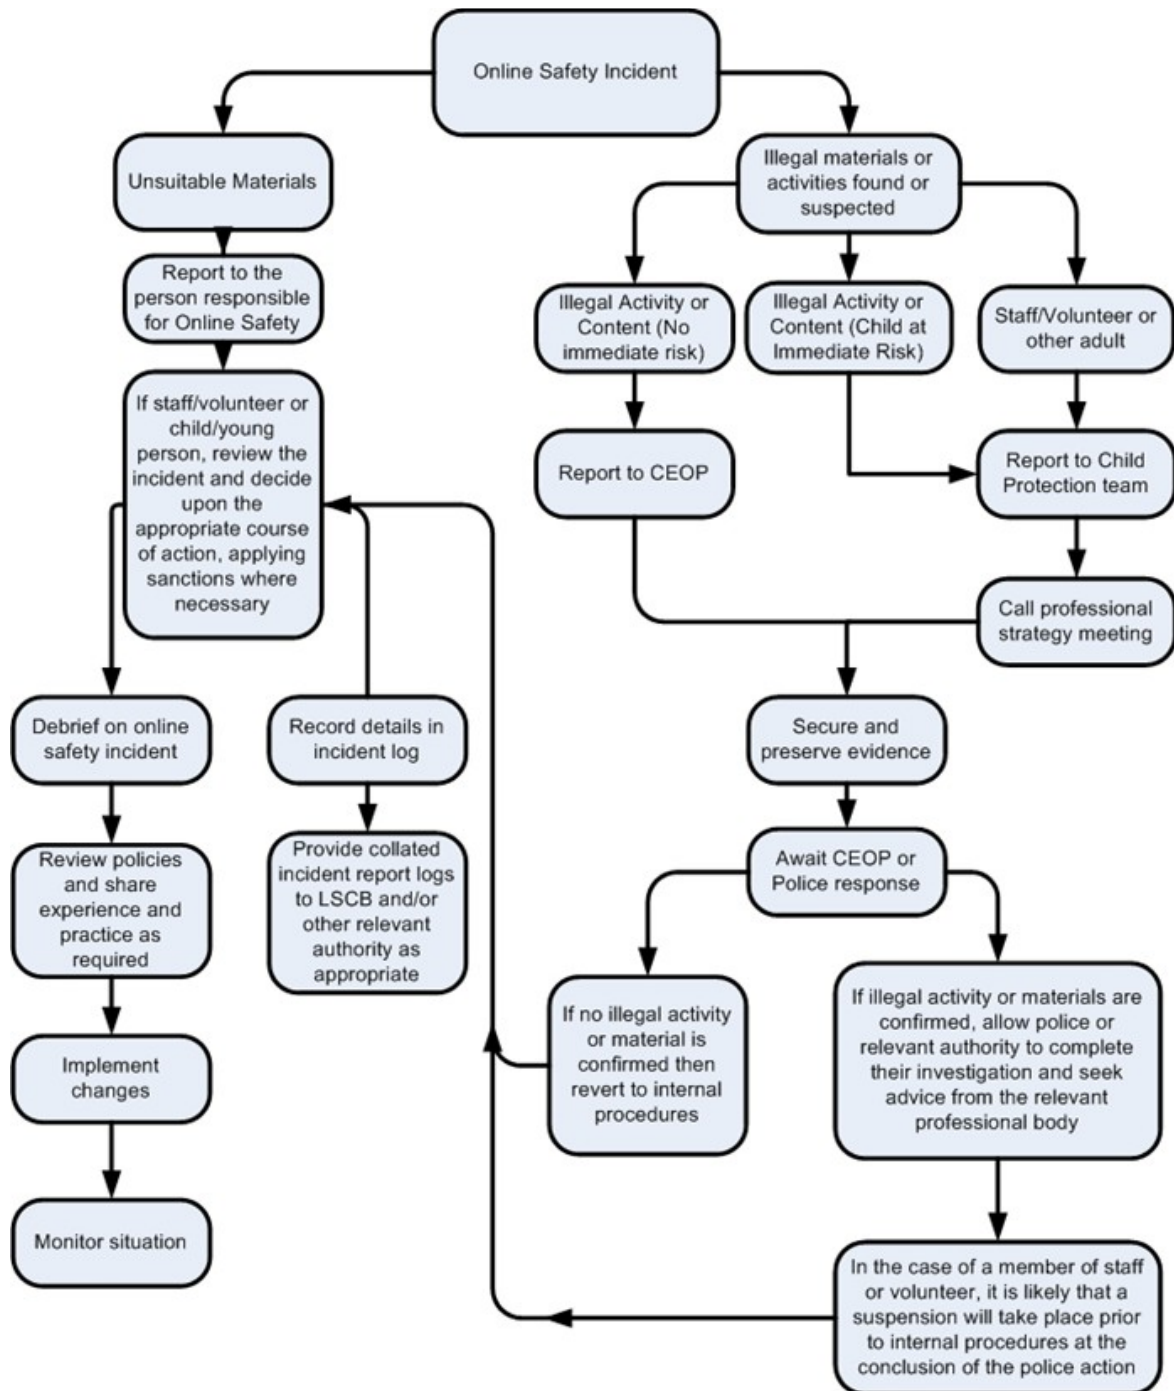 Online Safety Incident
Unsuitable Materials
Illegal materials or
activities found or
suspected
Report to the
person responsible
for Online Safety
Illegal Activity or
Content (No
immediate risk)
Illegal Activity or
Content (Child at
Immediate Risk)
Staff/Volunteer or
other adult
If staff/volunteer or
child/young
person, review the
incident and decide
upon the
appropriate course
of action, applying
sanctions where
necessary
Report to CEOP
Report to Child
Protection team
Call professional
strategy meeting
Debrief on online
safety incident
Record details in
incident log
Secure and
preserve evidence
Review policies
and share
experience and
practice as
required
Provide collated
incident report logs
to LSCB and/or
other relevant
authority as
appropriate
Await CEOP or
Police response
If no illegal activity
or material is
confirmed then
revert to internal
procedures
If illegal activity or materials are
confirmed, allow police or
relevant authority to complete
their investigation and seek
advice from the relevant
professional body
Implement
changes
Monitor situation
In the case of a member of staff
or volunteer, it is likely that a
suspension will take place prior
to internal procedures at the
conclusion of the police action